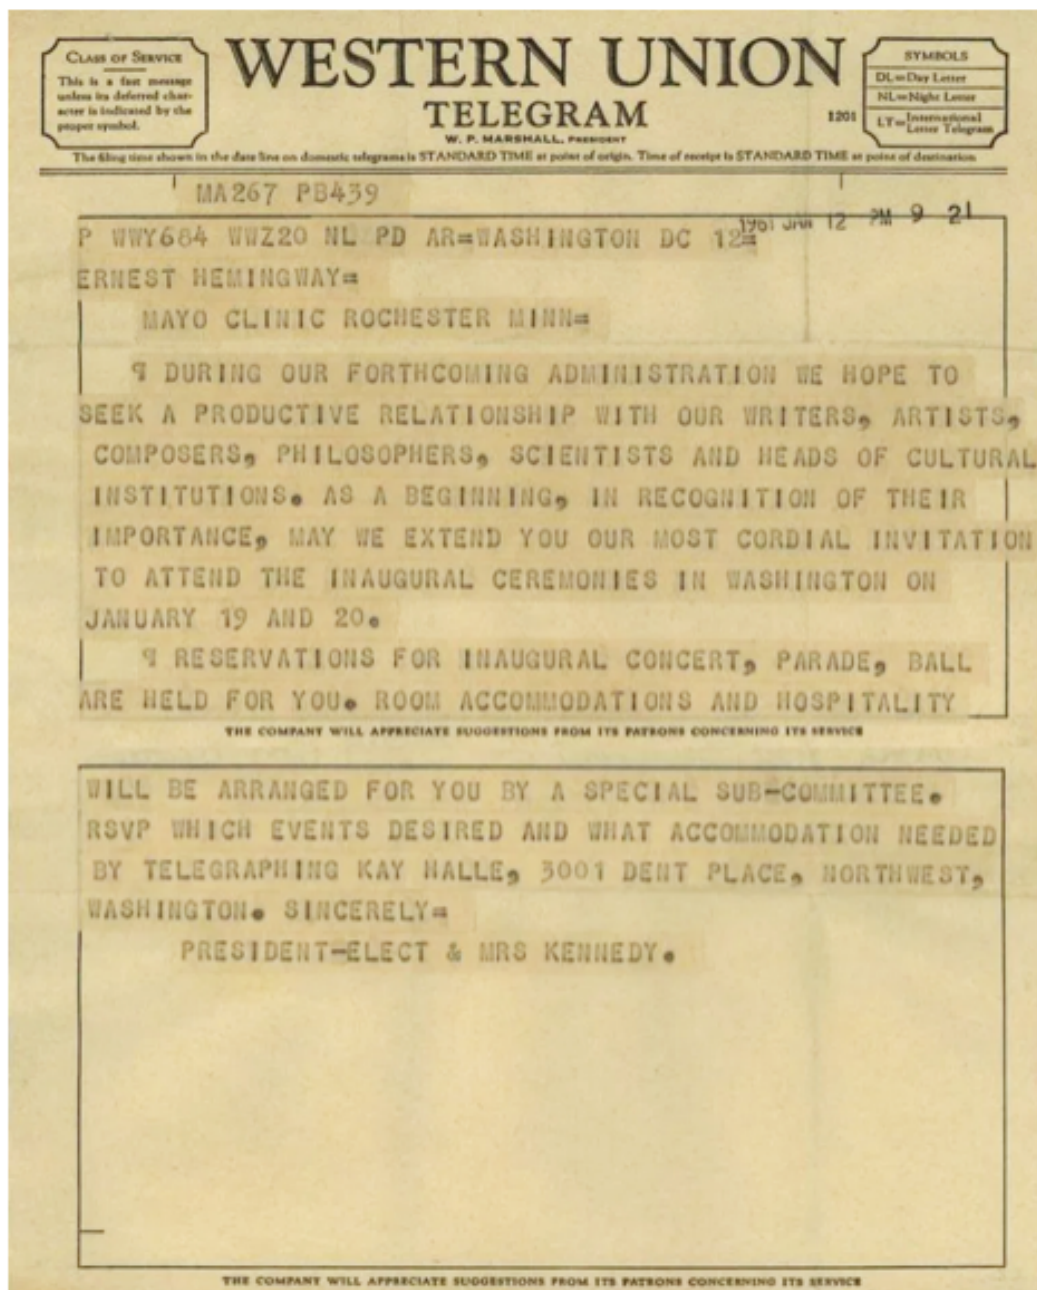 CLASS OF SERVICE
This is a fast message
unless its deferred char-
acter is indicated by the
proper symbol.
WESTERN UNION
TELEGRAM
W. P. MARSHALL, PRESIDENT
1201
SYMBOLS
DL=Day Letter
NL=Night Letter
LT=International Letter Telegram
The filing time shown in the date line on domestic telegrams is STANDARD TIME at point of origin. Time of receipt is STANDARD TIME at point of destination
MA267 PB439
1961 JAN 12 PM 9 21
P WWY684 WWZ20 NL PD AR=WASHINGTON DC 12=
ERNEST HEMINGWAY=
MAYO CLINIC ROCHESTER MINN=
¶ DURING OUR FORTHCOMING ADMINISTRATION WE HOPE TO
SEEK A PRODUCTIVE RELATIONSHIP WITH OUR WRITERS, ARTISTS,
COMPOSERS, PHILOSOPHERS, SCIENTISTS AND HEADS OF CULTURAL
INSTITUTIONS. AS A BEGINNING, IN RECOGNITION OF THEIR
IMPORTANCE, MAY WE EXTEND YOU OUR MOST CORDIAL INVITATION
TO ATTEND THE INAUGURAL CEREMONIES IN WASHINGTON ON
JANUARY 19 AND 20.
¶ RESERVATIONS FOR INAUGURAL CONCERT, PARADE, BALL
ARE HELD FOR YOU. ROOM ACCOMMODATIONS AND HOSPITALITY
THE COMPANY WILL APPRECIATE SUGGESTIONS FROM ITS PATRONS CONCERNING ITS SERVICE
WILL BE ARRANGED FOR YOU BY A SPECIAL SUB-COMMITTEE.
RSVP WHICH EVENTS DESIRED AND WHAT ACCOMMODATION NEEDED
BY TELEGRAPHING KAY HALLE, 3001 DENT PLACE, NORTHWEST,
WASHINGTON. SINCERELY=
PRESIDENT-ELECT & MRS KENNEDY.
THE COMPANY WILL APPRECIATE SUGGESTIONS FROM ITS PATRONS CONCERNING ITS SERVICE